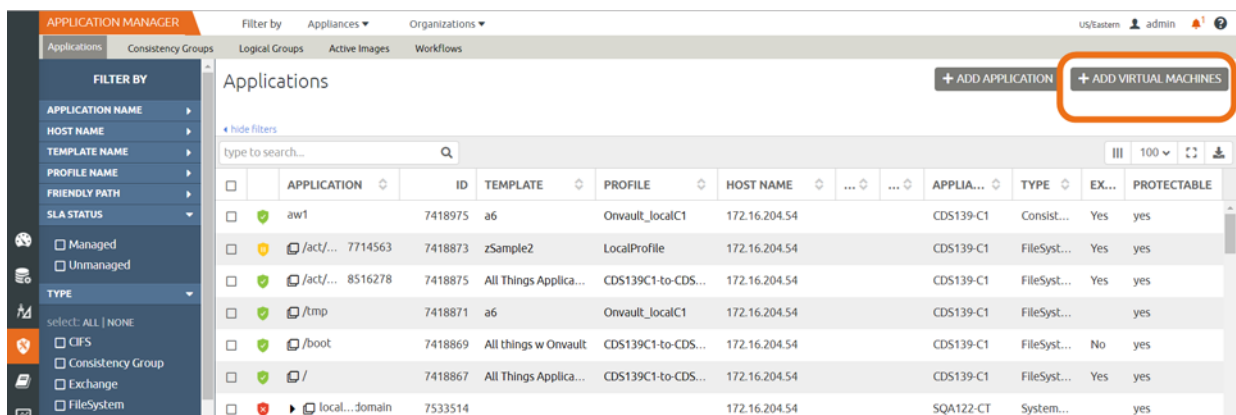 APPLICATION MANAGER Filter by Appliances Organizations US/Eastern admin 1
Applications Consistency Groups Logical Groups Active Images Workflows
FILTER BY
APPLICATION NAME
HOST NAME
TEMPLATE NAME
PROFILE NAME
FRIENDLY PATH
SLA STATUS
Managed
Unmanaged
TYPE
select: ALL | NONE
CIFS
Consistency Group
Exchange
FileSystem
Applications
+ ADD APPLICATION
+ ADD VIRTUAL MACHINES
hide filters
type to search... 100
APPLICATION ID TEMPLATE PROFILE HOST NAME ... ... APPLIA... TYPE EX... PROTECTABLE
aw1 7418975 a6 Onvault_localC1 172.16.204.54 CDS139-C1 Consist... Yes yes
/act/... 7714563 7418873 zSample2 LocalProfile 172.16.204.54 CDS139-C1 FileSyst... Yes yes
/act/... 8516278 7418875 All Things Applica... CDS139C1-to-CDS... 172.16.204.54 CDS139-C1 FileSyst... Yes yes
/tmp 7418871 a6 Onvault_localC1 172.16.204.54 CDS139-C1 FileSyst... yes
/boot 7418869 All things w Onvault CDS139C1-to-CDS... 172.16.204.54 CDS139-C1 FileSyst... No yes
/ 7418867 All Things Applica... CDS139C1-to-CDS... 172.16.204.54 CDS139-C1 FileSyst... Yes yes
local...domain 7533514 172.16.204.54 SQA122-CT System... yes